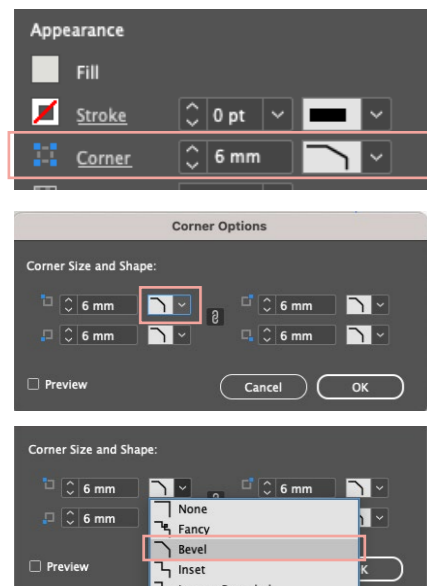 Appearance
Fill
Stroke 0 pt
Corner 6 mm
Corner Options
Corner Size and Shape:
6 mm 6 mm
6 mm 6 mm
Preview Cancel OK
Corner Size and Shape:
6 mm 6 mm
None
6 mm Fancy
Bevel
Preview Inset